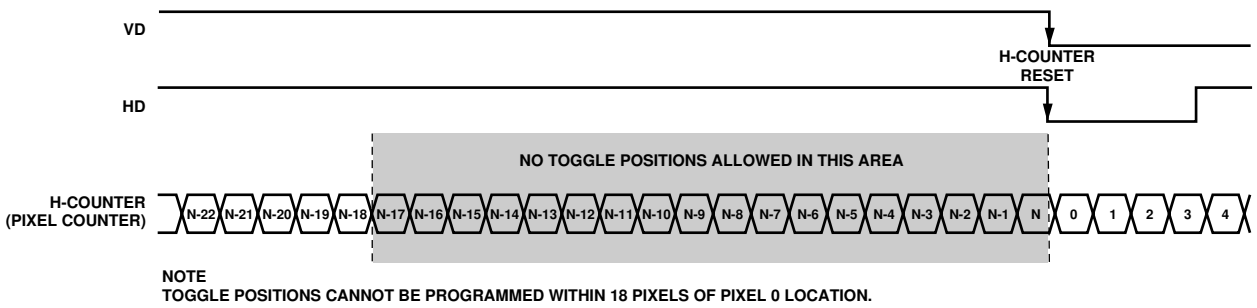 VD
H-COUNTER
RESET
HD
NO TOGGLE POSITIONS ALLOWED IN THIS AREA
H-COUNTER
(PIXEL COUNTER)
N-22 N-21 N-20 N-19 N-18 N-17 N-16 N-15 N-14 N-13 N-12 N-11 N-10 N-9 N-8 N-7 N-6 N-5 N-4 N-3 N-2 N-1 N 0 1 2 3 4
NOTE
TOGGLE POSITIONS CANNOT BE PROGRAMMED WITHIN 18 PIXELS OF PIXEL 0 LOCATION.